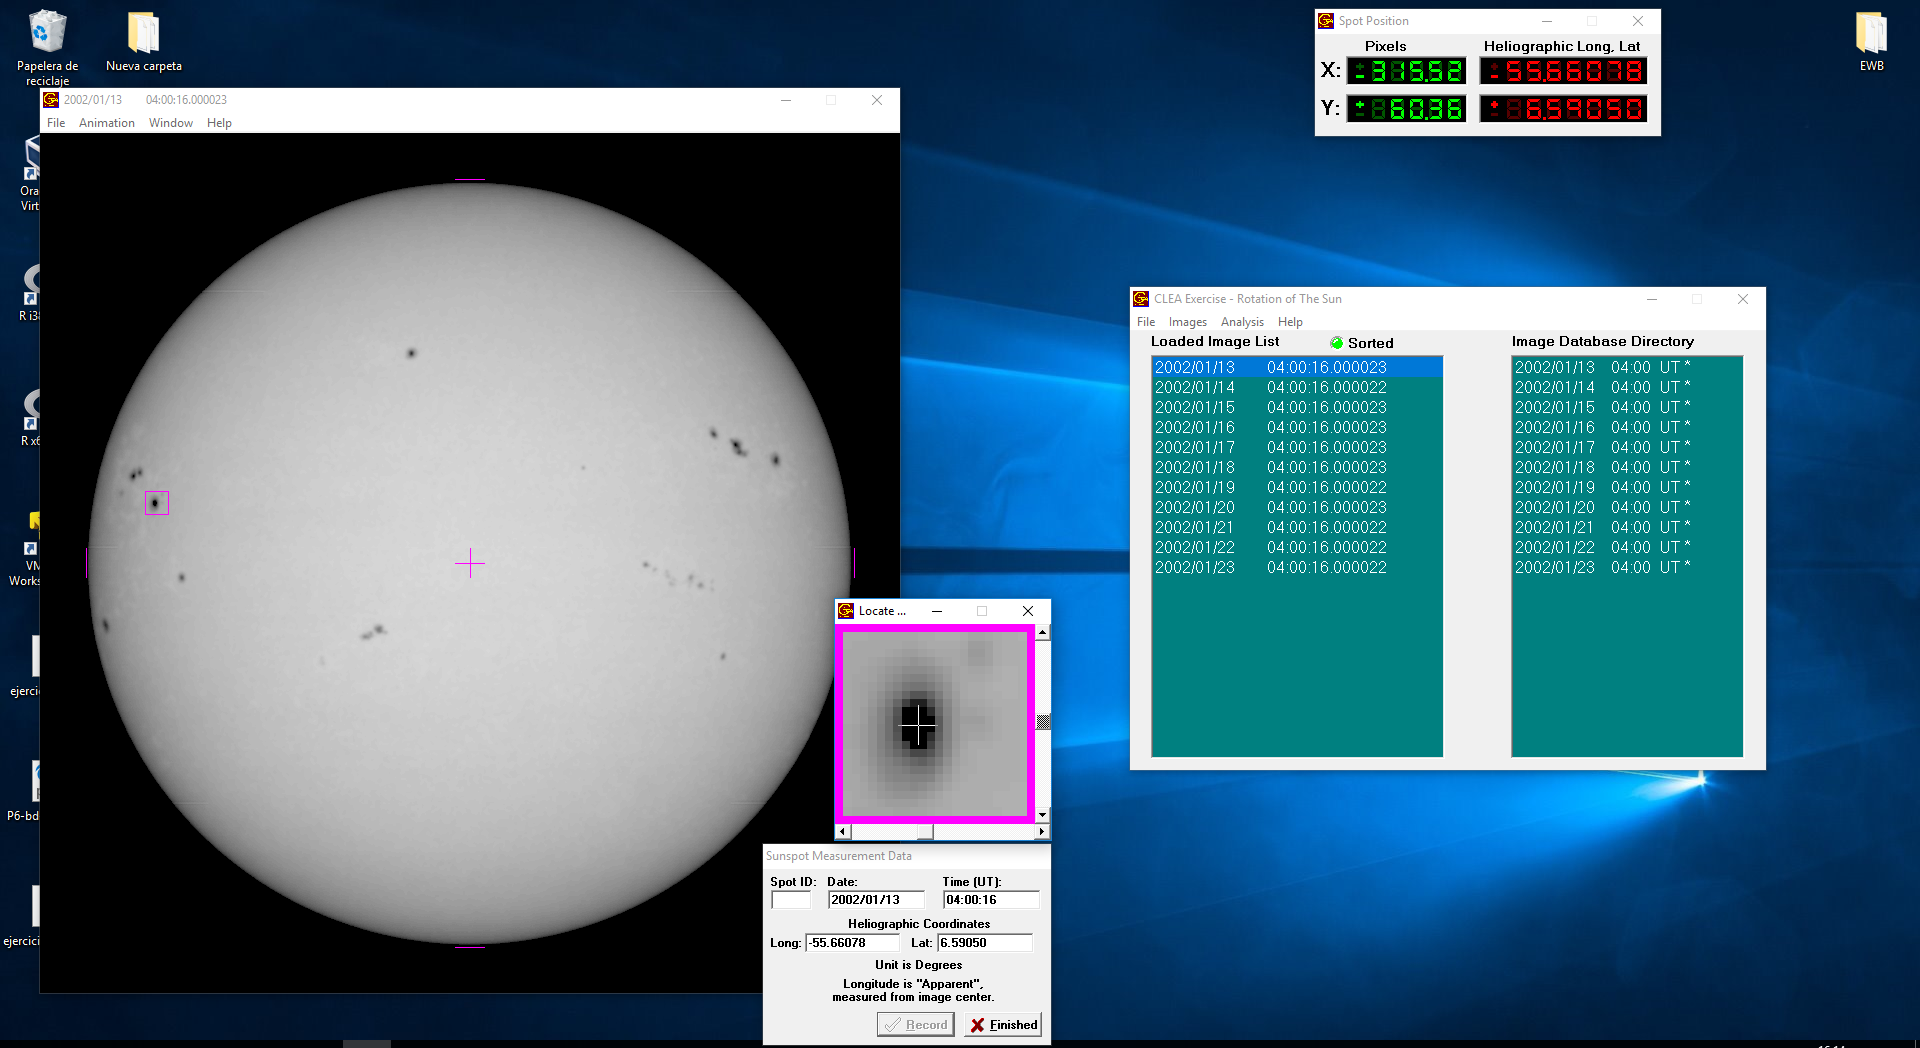 Papelera de
reciclaje
Nueva carpeta
EWB
Spot Position
Pixels
Heliographic Long, Lat
X: -315.52 -55.66078
Y: + 60.36 + 6.59050
2002/01/13 04:00:16.000023
File Animation Window Help
Ora
Virt
R i38
R x6
VM
Works
ejercic
P6-bd
ejercici
CLEA Exercise - Rotation of The Sun
File Images Analysis Help
Loaded Image List
Sorted
2002/01/13 04:00:16.000023
2002/01/14 04:00:16.000022
2002/01/15 04:00:16.000023
2002/01/16 04:00:16.000023
2002/01/17 04:00:16.000023
2002/01/18 04:00:16.000023
2002/01/19 04:00:16.000022
2002/01/20 04:00:16.000023
2002/01/21 04:00:16.000022
2002/01/22 04:00:16.000022
2002/01/23 04:00:16.000022
Image Database Directory
2002/01/13 04:00 UT *
2002/01/14 04:00 UT *
2002/01/15 04:00 UT *
2002/01/16 04:00 UT *
2002/01/17 04:00 UT *
2002/01/18 04:00 UT *
2002/01/19 04:00 UT *
2002/01/20 04:00 UT *
2002/01/21 04:00 UT *
2002/01/22 04:00 UT *
2002/01/23 04:00 UT *
Locate ...
Sunspot Measurement Data
Spot ID: Date: Time (UT):
2002/01/13 04:00:16
Heliographic Coordinates
Long: -55.66078 Lat: 6.59050
Unit is Degrees
Longitude is "Apparent",
measured from image center.
Record Finished